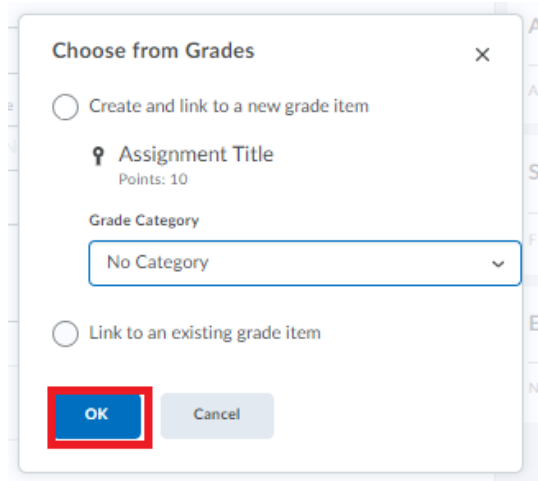 Choose from Grades
Create and link to a new grade item
Assignment Title
Points: 10
Grade Category
No Category
Link to an existing grade item
OK
Cancel